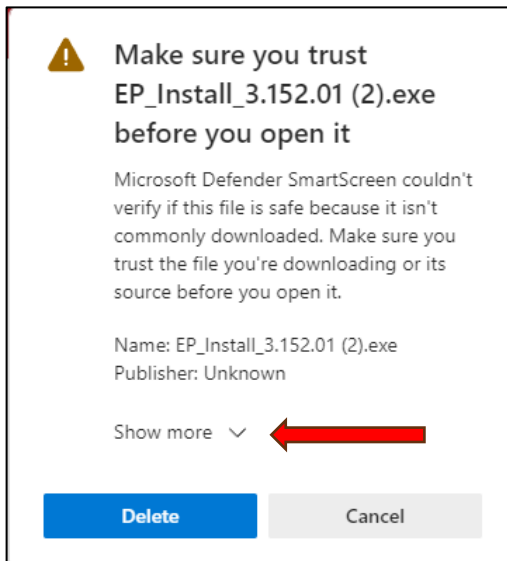 Make sure you trust
EP_Install_3.152.01 (2).exe
before you open it
Microsoft Defender SmartScreen couldn't
verify if this file is safe because it isn't
commonly downloaded. Make sure you
trust the file you're downloading or its
source before you open it.
Name: EP_Install_3.152.01 (2).exe
Publisher: Unknown
Show more
Delete
Cancel